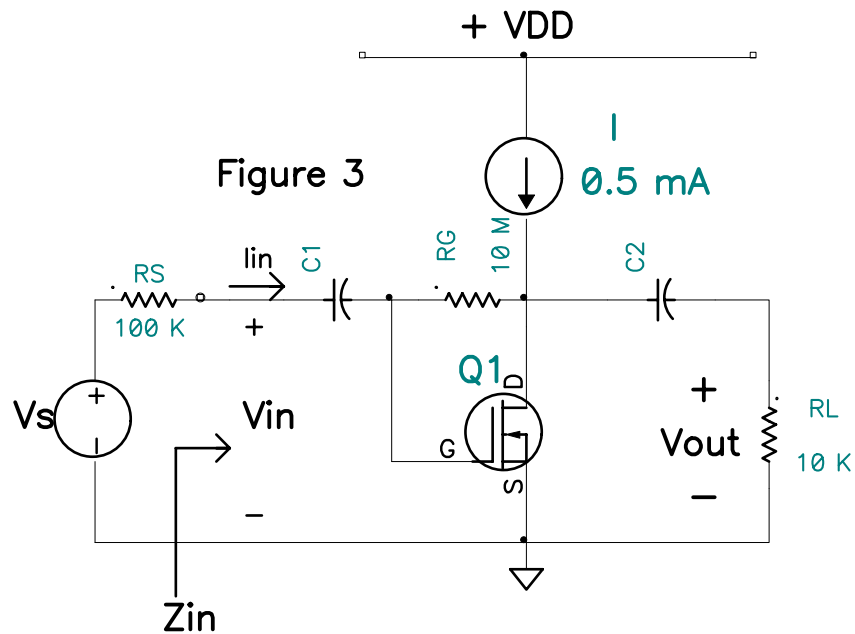 + VDD
I
0.5 mA
Figure 3
RS
100 K
Iin
C1
RG
10 M
C2
+
Q1
D
G
S
+
-
Vs
Vin
-
+
Vout
-
RL
10 K
Zin